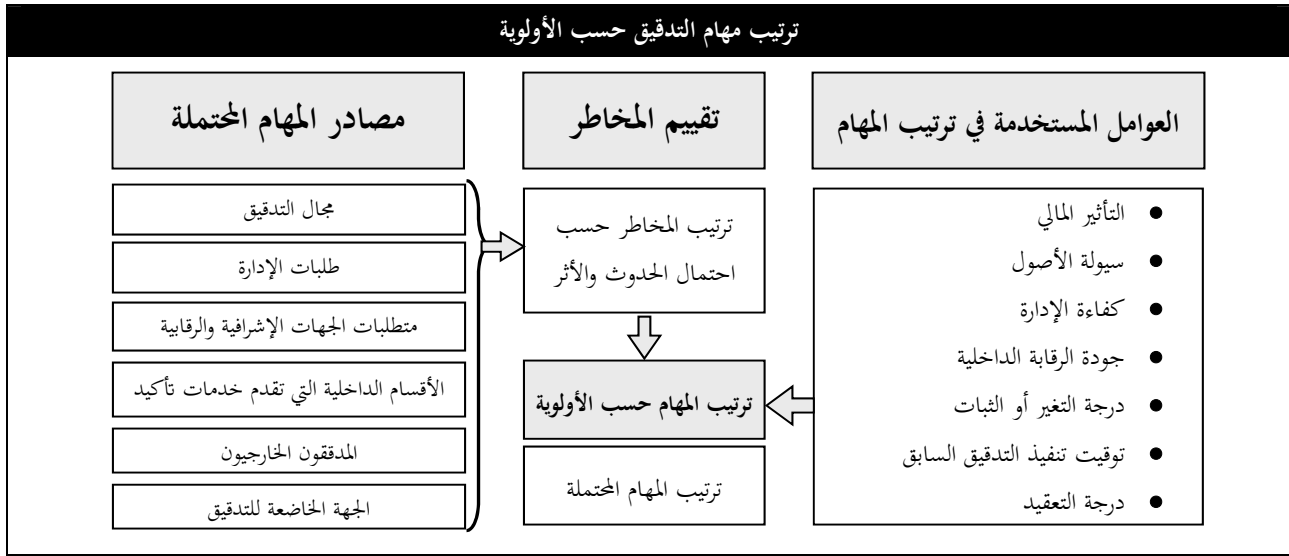 ترتيب مهام التدقيق حسب الأولوية
العوامل المستخدمة في ترتيب المهام
● التأثير المالي
● سيولة الأصول
● كفاءة الإدارة
● جودة الرقابة الداخلية
● درجة التغير أو الثبات
● توقيت تنفيذ التدقيق السابق
● درجة التعقيد
تقييم المخاطر
ترتيب المخاطر حسب
احتمال الحدوث والأثر
ترتيب المهام حسب الأولوية
ترتيب المهام المحتملة
مصادر المهام المحتملة
مجال التدقيق
طلبات الإدارة
متطلبات الجهات الإشرافية والرقابية
الأقسام الداخلية التي تقدم خدمات تأكيد
المدققون الخارجيون
الجهة الخاضعة للتدقيق